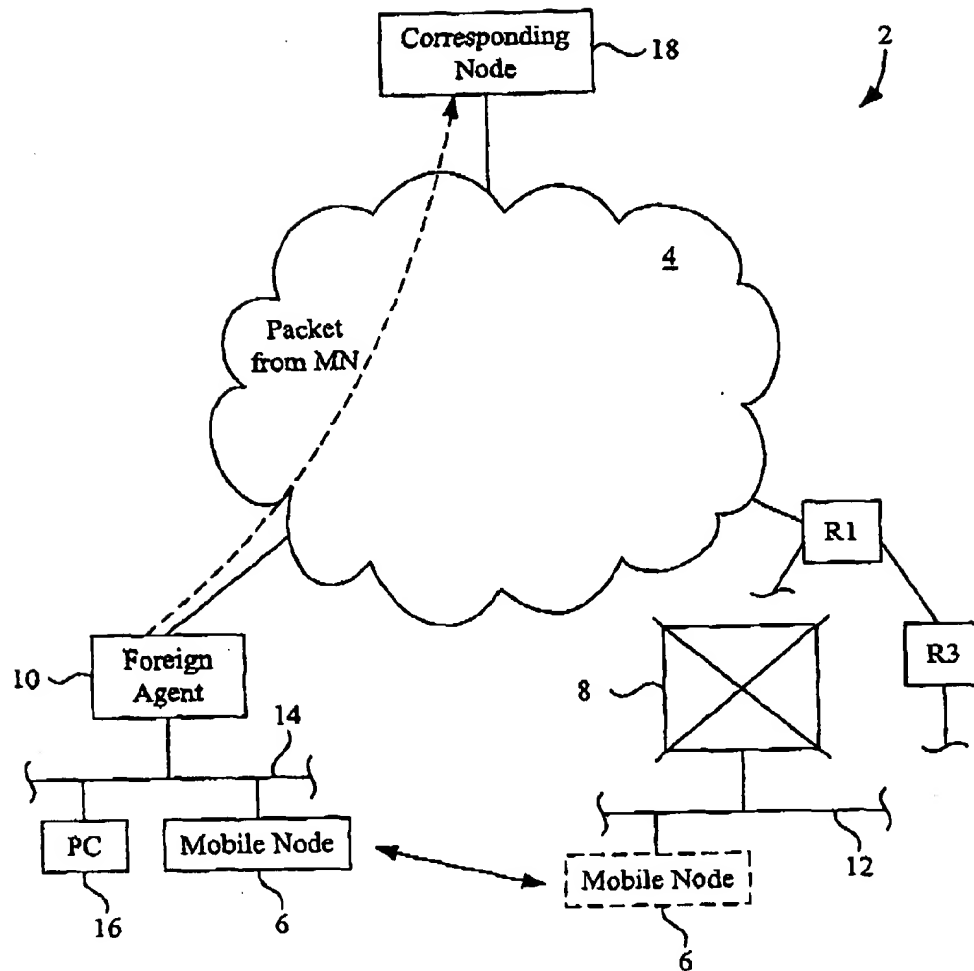 Corresponding
Node
18
2
4
Packet
from MN
R1
R3
Foreign
Agent
10
8
14
12
PC
Mobile Node
Mobile Node
16
6
6